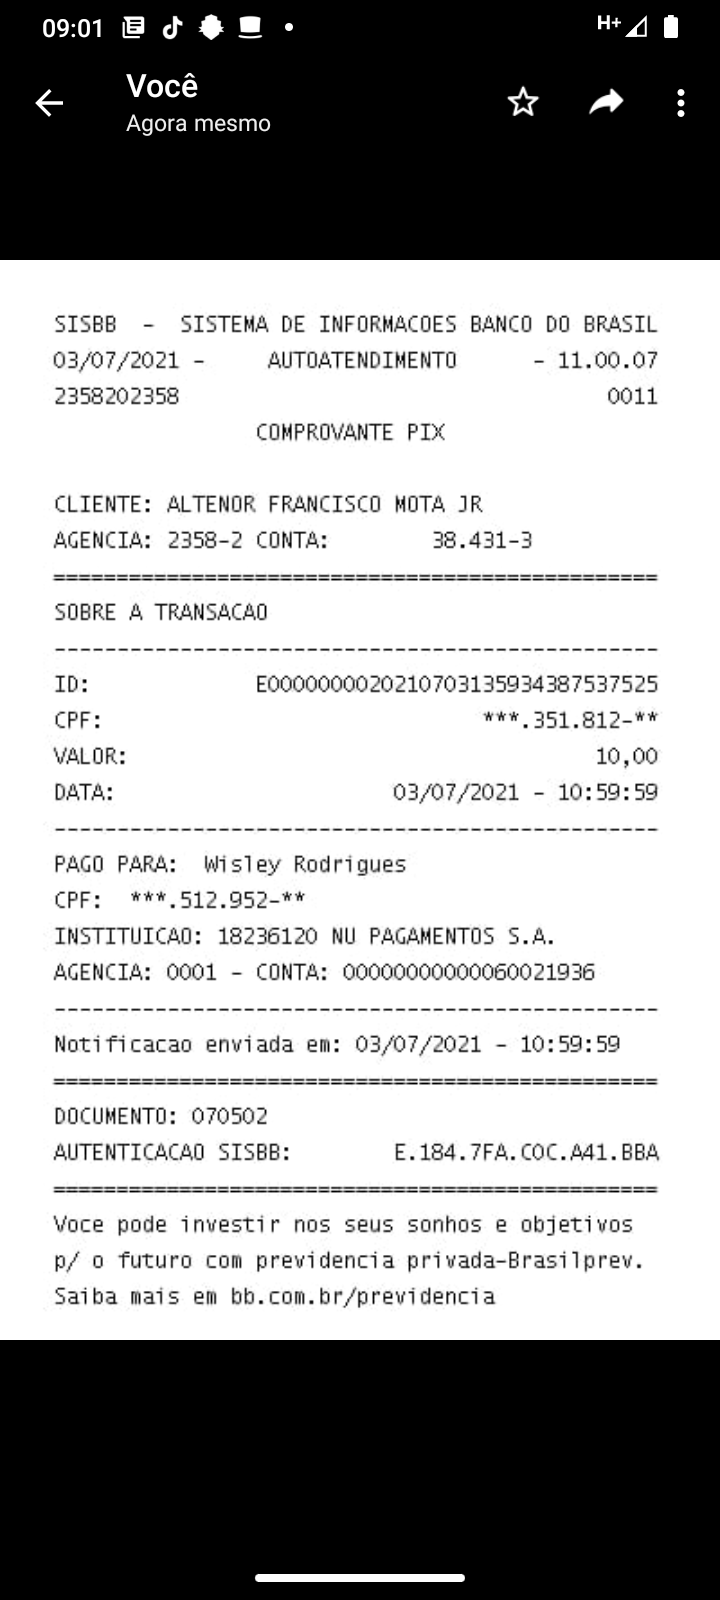 09:01
H+
Você
Agora mesmo
SISBB - SISTEMA DE INFORMACOES BANCO DO BRASIL
03/07/2021 - AUTOATENDIMENTO - 11.00.07
2358202358 0011
COMPROVANTE PIX
CLIENTE: ALTENOR FRANCISCO MOTA JR
AGENCIA: 2358-2 CONTA: 38.431-3
================================================
SOBRE A TRANSACAO
------------------------------------------------
ID: E0000000020210703135934387537525
CPF: ***.351.812-**
VALOR: 10,00
DATA: 03/07/2021 - 10:59:59
------------------------------------------------
PAGO PARA: Wisley Rodrigues
CPF: ***.512.952-**
INSTITUICAO: 18236120 NU PAGAMENTOS S.A.
AGENCIA: 0001 - CONTA: 00000000000060021936
------------------------------------------------
Notificacao enviada em: 03/07/2021 - 10:59:59
================================================
DOCUMENTO: 070502
AUTENTICACAO SISBB: E.184.7FA.C0C.A41.BBA
================================================
Voce pode investir nos seus sonhos e objetivos
p/ o futuro com previdencia privada-Brasilprev.
Saiba mais em bb.com.br/previdencia